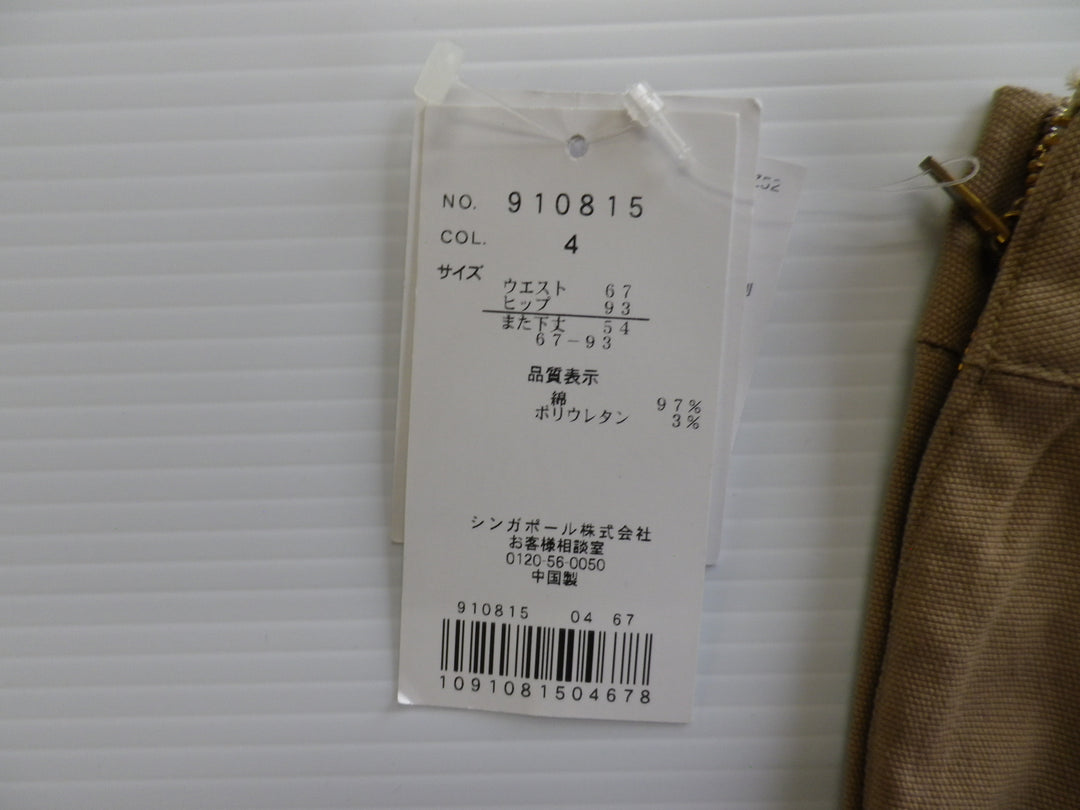 NO. 910815
COL. 4
サイズ
ウエスト 67
ヒップ 93
また下丈 54
67-93
品質表示
綿 97%
ポリウレタン 3%
シンガポール株式会社
お客様相談室
0120-56-0050
中国製
910815 04 67
1091081504678